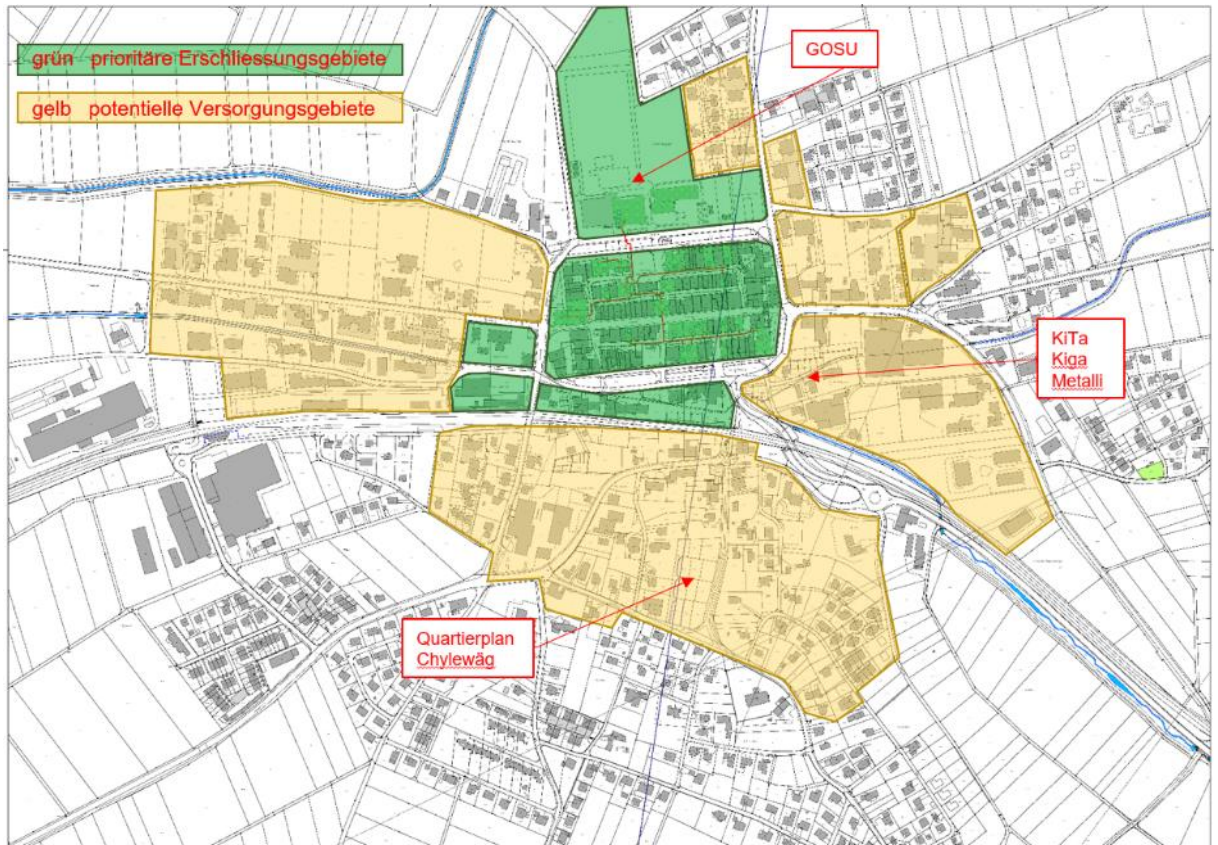 grün prioritäre Erschliessungsgebiete
gelb potentielle Versorgungsgebiete
GOSU
KiTa
Kiga
Metalli
Quartierplan
Chylewäg